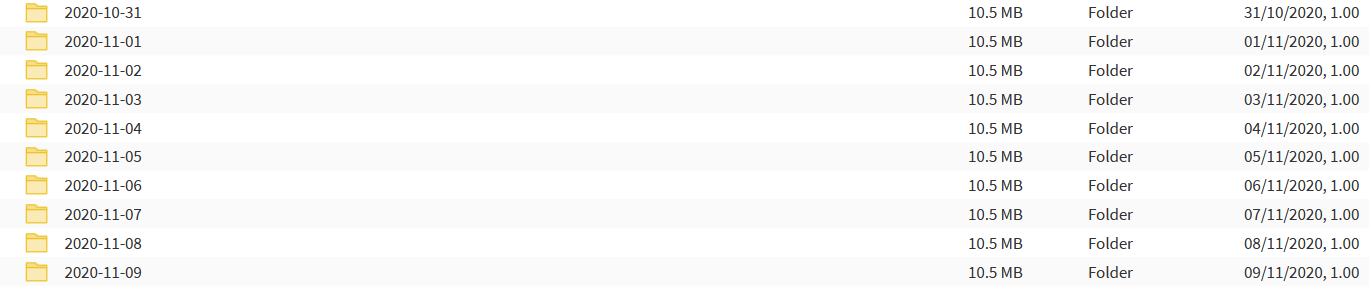 2020-10-31 10.5 MB Folder 31/10/2020, 1.00
2020-11-01 10.5 MB Folder 01/11/2020, 1.00
2020-11-02 10.5 MB Folder 02/11/2020, 1.00
2020-11-03 10.5 MB Folder 03/11/2020, 1.00
2020-11-04 10.5 MB Folder 04/11/2020, 1.00
2020-11-05 10.5 MB Folder 05/11/2020, 1.00
2020-11-06 10.5 MB Folder 06/11/2020, 1.00
2020-11-07 10.5 MB Folder 07/11/2020, 1.00
2020-11-08 10.5 MB Folder 08/11/2020, 1.00
2020-11-09 10.5 MB Folder 09/11/2020, 1.00